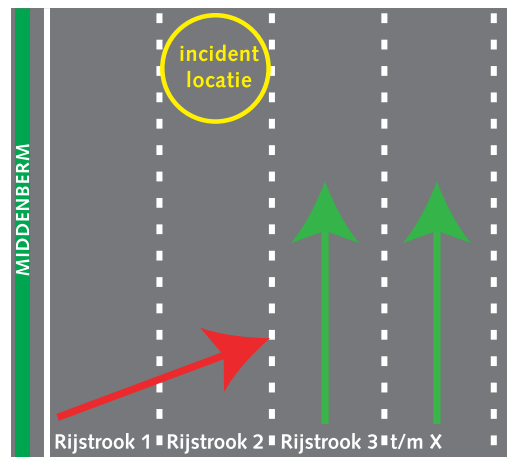 incident
locatie
MIDDENBERM
Rijstrook 1 Rijstrook 2 Rijstrook 3 t/m X